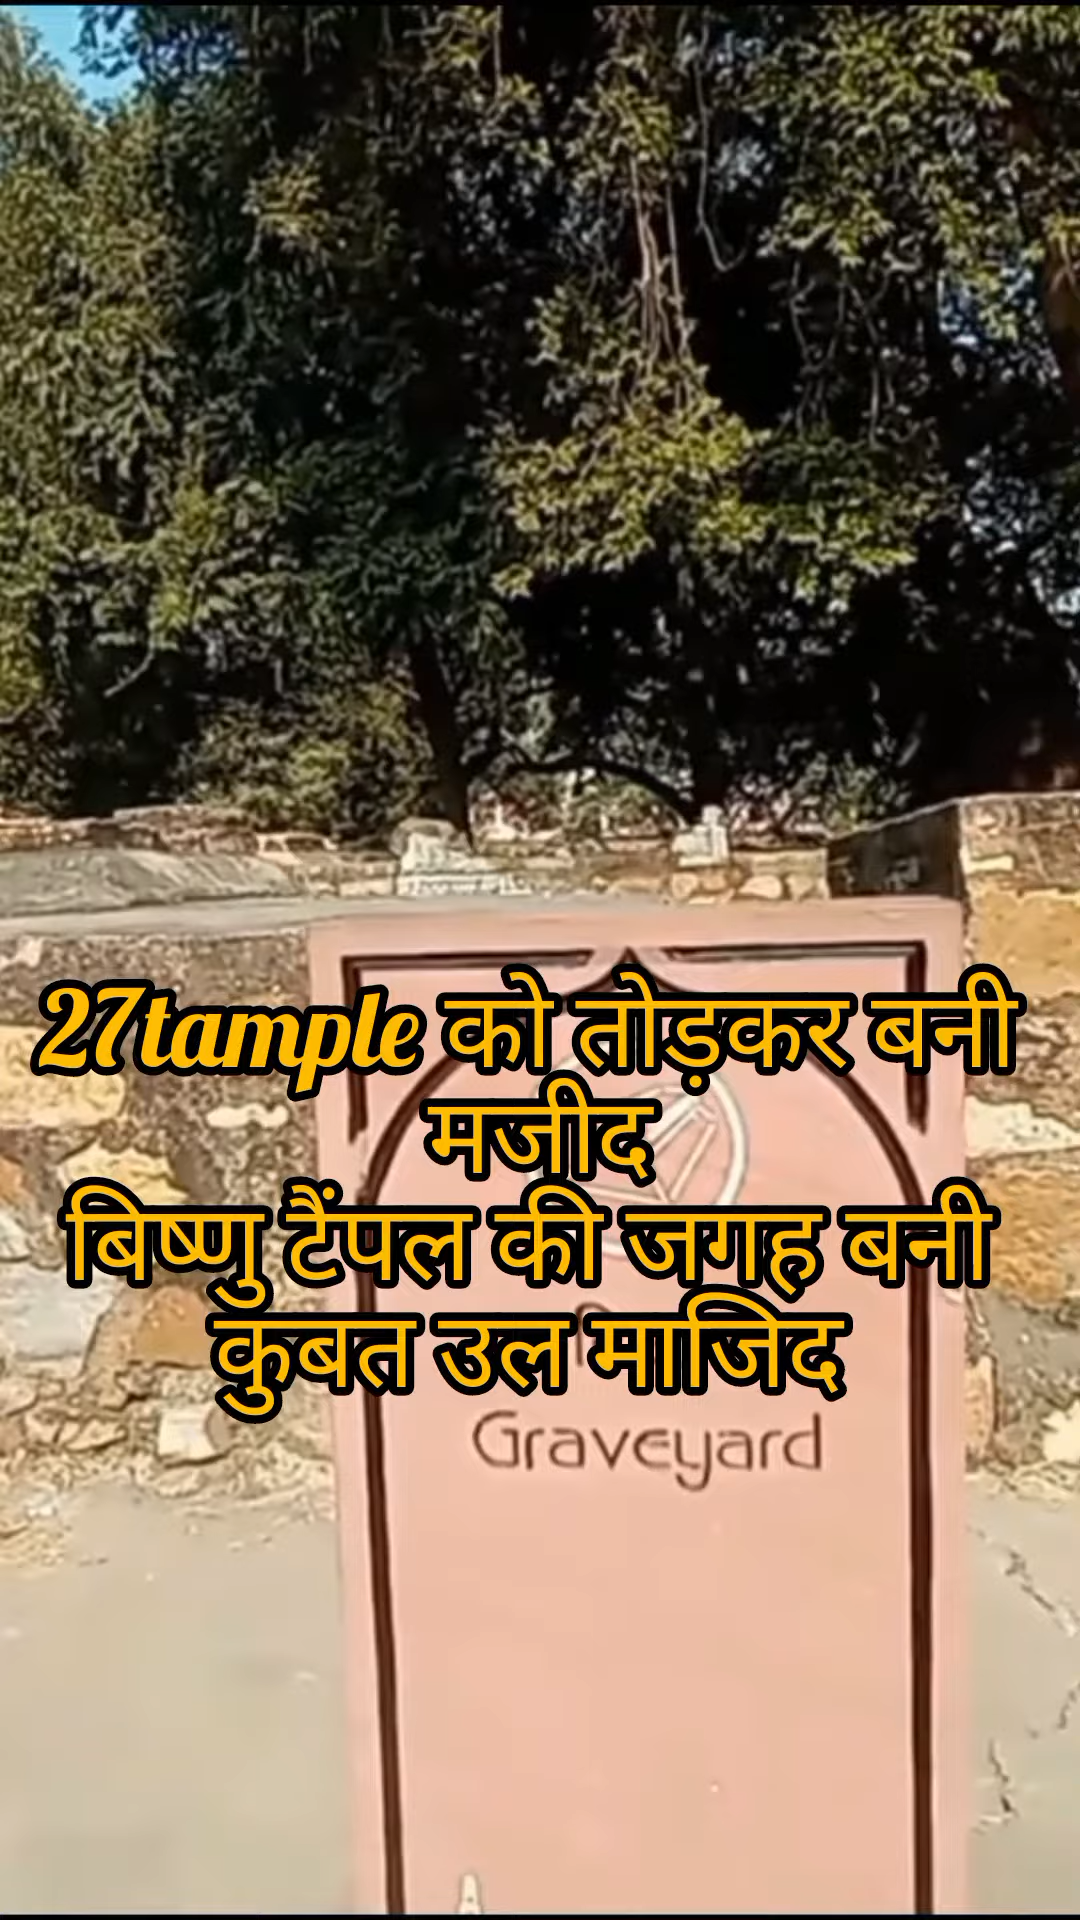 27tample को तोड़कर बनी
मजीद
बिष्णु टैंपल की जगह बनी
कुबत उल माजिद
Graveyard